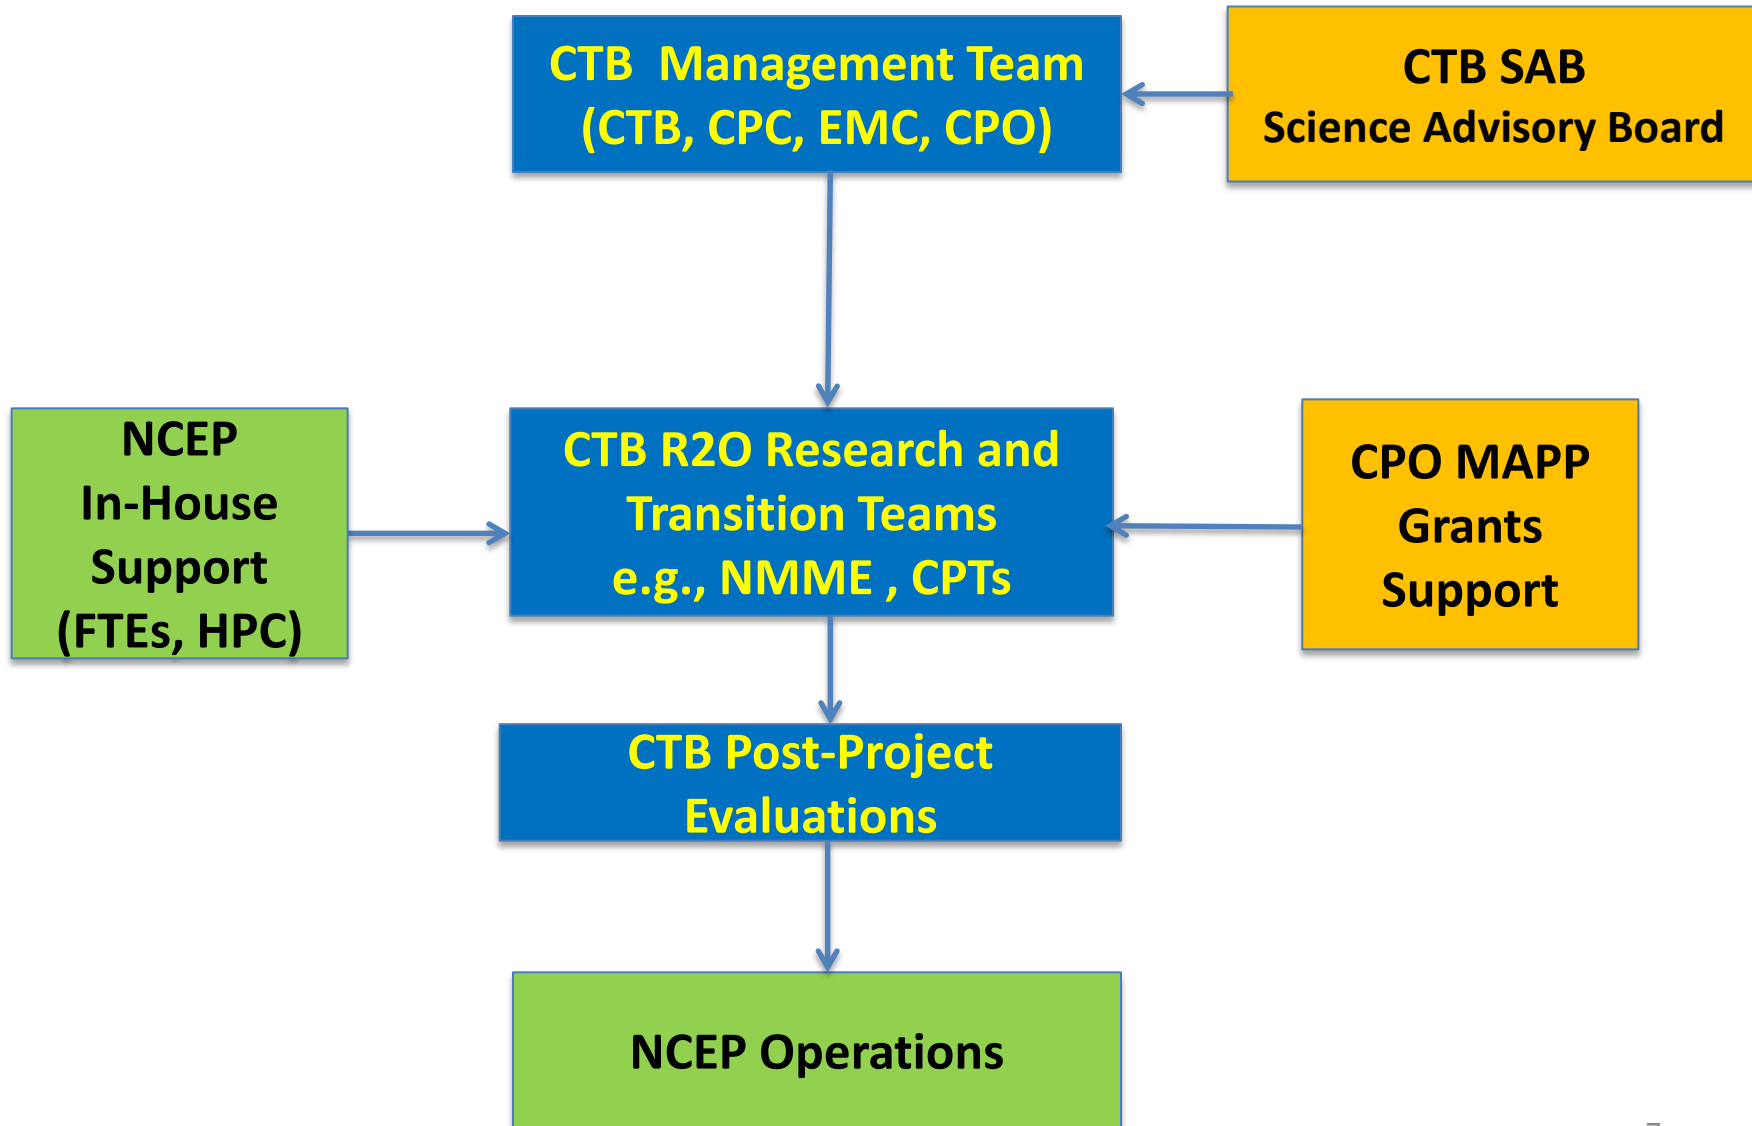 CTB Management Team
(CTB, CPC, EMC, CPO)
CTB SAB
Science Advisory Board
NCEP
In-House
Support
(FTEs, HPC)
CTB R2O Research and
Transition Teams
e.g., NMME , CPTs
CPO MAPP
Grants
Support
CTB Post-Project
Evaluations
NCEP Operations